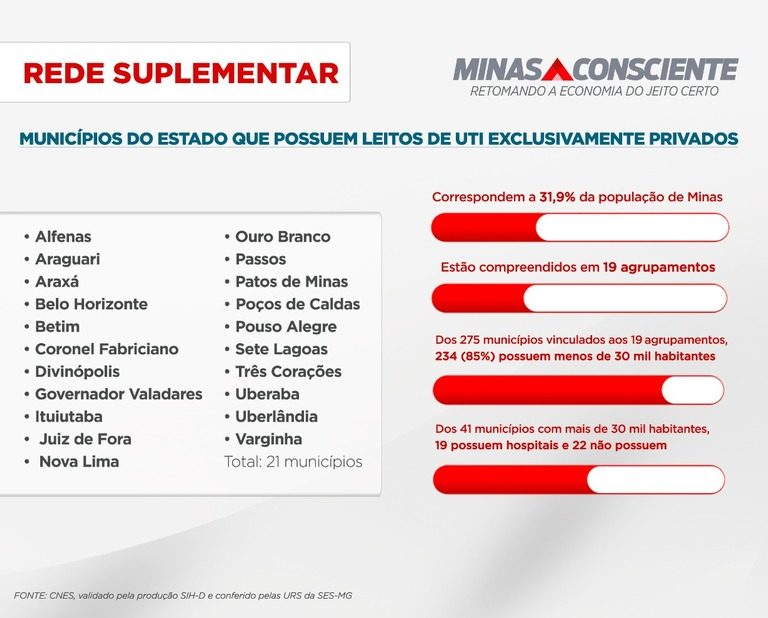 REDE SUPLEMENTAR
MINAS CONSCIENTE
RETOMANDO A ECONOMIA DO JEITO CERTO
MUNICÍPIOS DO ESTADO QUE POSSUEM LEITOS DE UTI EXCLUSIVAMENTE PRIVADOS
• Alfenas
• Araguari
• Araxá
• Belo Horizonte
• Betim
• Coronel Fabriciano
• Divinópolis
• Governador Valadares
• Ituiutaba
• Juiz de Fora
• Nova Lima
• Ouro Branco
• Passos
• Patos de Minas
• Poços de Caldas
• Pouso Alegre
• Sete Lagoas
• Três Corações
• Uberaba
• Uberlândia
• Varginha
Total: 21 municípios
Correspondem a 31,9% da população de Minas
Estão compreendidos em 19 agrupamentos
Dos 275 municípios vinculados aos 19 agrupamentos,
234 (85%) possuem menos de 30 mil habitantes
Dos 41 municípios com mais de 30 mil habitantes,
19 possuem hospitais e 22 não possuem
FONTE: CNES, validado pela produção SIH-D e conferido pelas URS da SES-MG